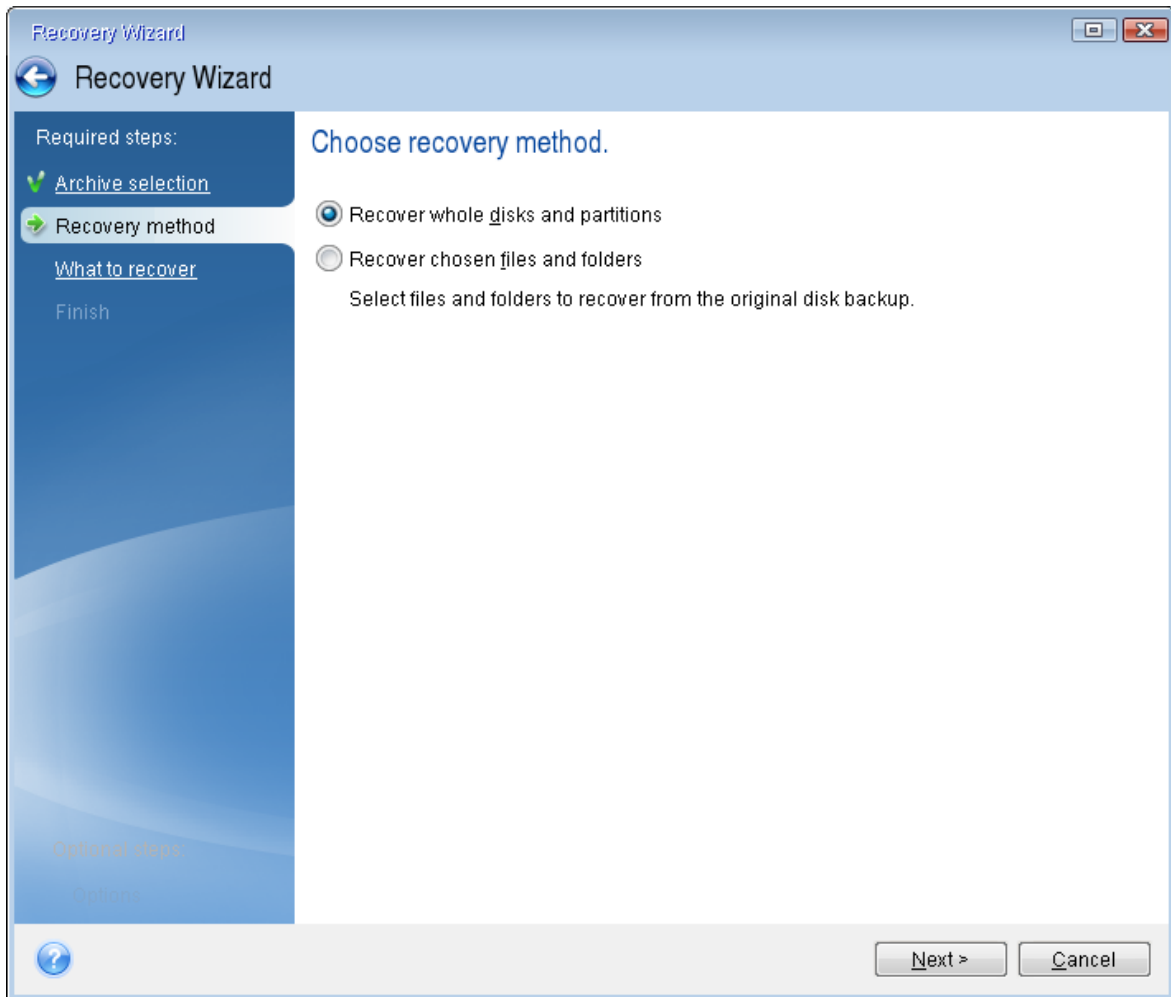 Recovery Wizard
Recovery Wizard
Required steps:
Archive selection
Recovery method
What to recover
Finish
Optional steps:
Options
Choose recovery method.
Recover whole disks and partitions
Recover chosen files and folders
Select files and folders to recover from the original disk backup.
?
Next >
Cancel